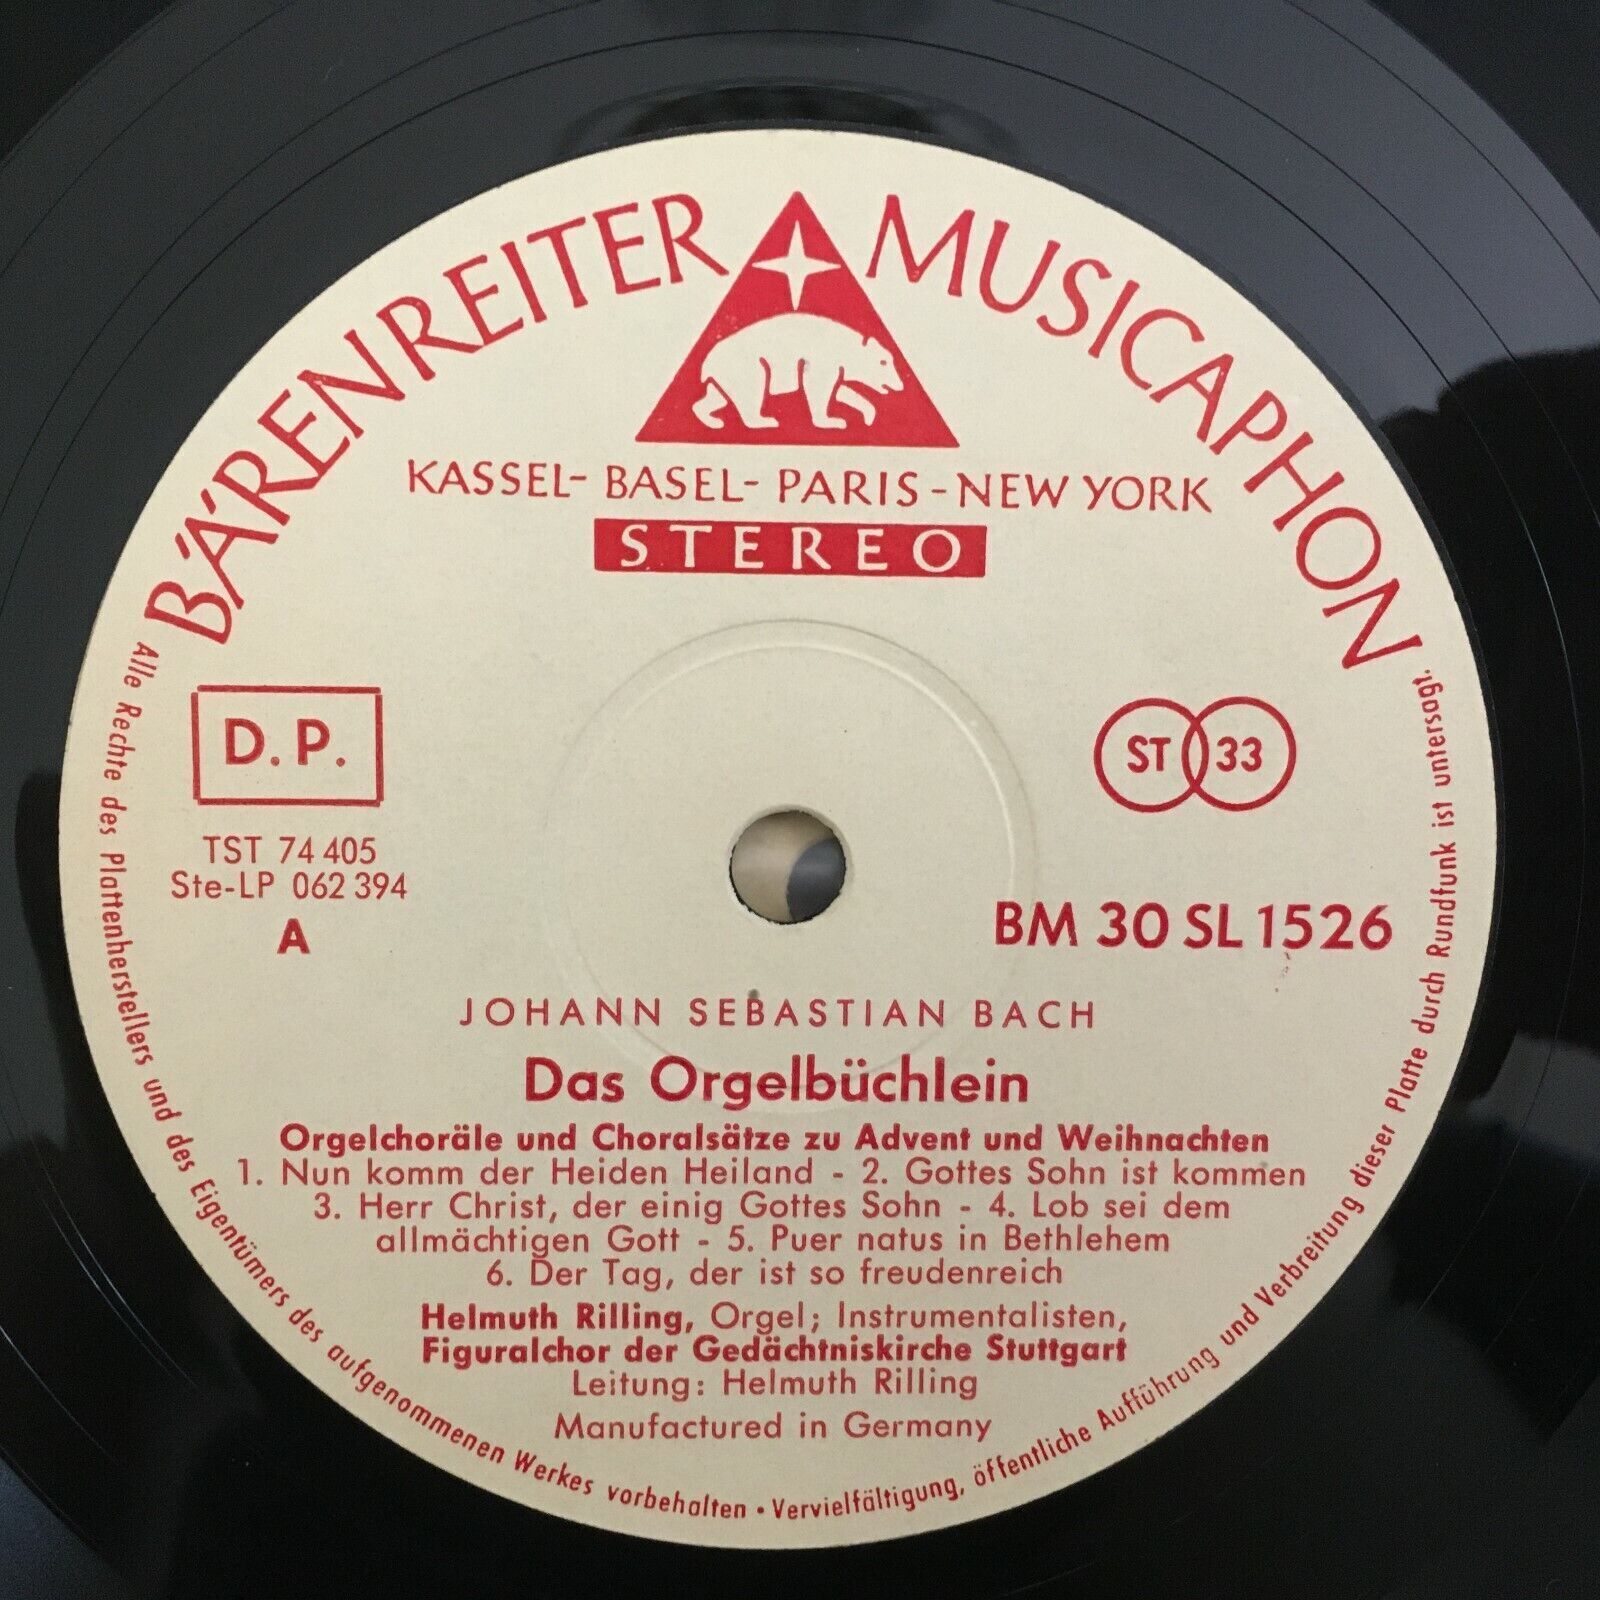 BÄRENREITER MUSICAPHON
KASSEL- BASEL- PARIS - NEW YORK
STEREO
D. P.
ST 33
TST 74 405
Ste-LP 062 394
A
BM 30 SL 1526
JOHANN SEBASTIAN BACH
Das Orgelbüchlein
Orgelchoräle und Choralsätze zu Advent und Weihnachten
1. Nun komm der Heiden Heiland - 2. Gottes Sohn ist kommen
3. Herr Christ, der einig Gottes Sohn - 4. Lob sei dem
allmächtigen Gott - 5. Puer natus in Bethlehem
6. Der Tag, der ist so freudenreich
Helmuth Rilling, Orgel; Instrumentalisten,
Figuralchor der Gedächtniskirche Stuttgart
Leitung: Helmuth Rilling
Manufactured in Germany
Alle Rechte des Plattenherstellers und des Eigentümers des aufgenommenen Werkes vorbehalten • Vervielfältigung, öffentliche Aufführung und Verbreitung dieser Platte durch Rundfunk ist untersagt.